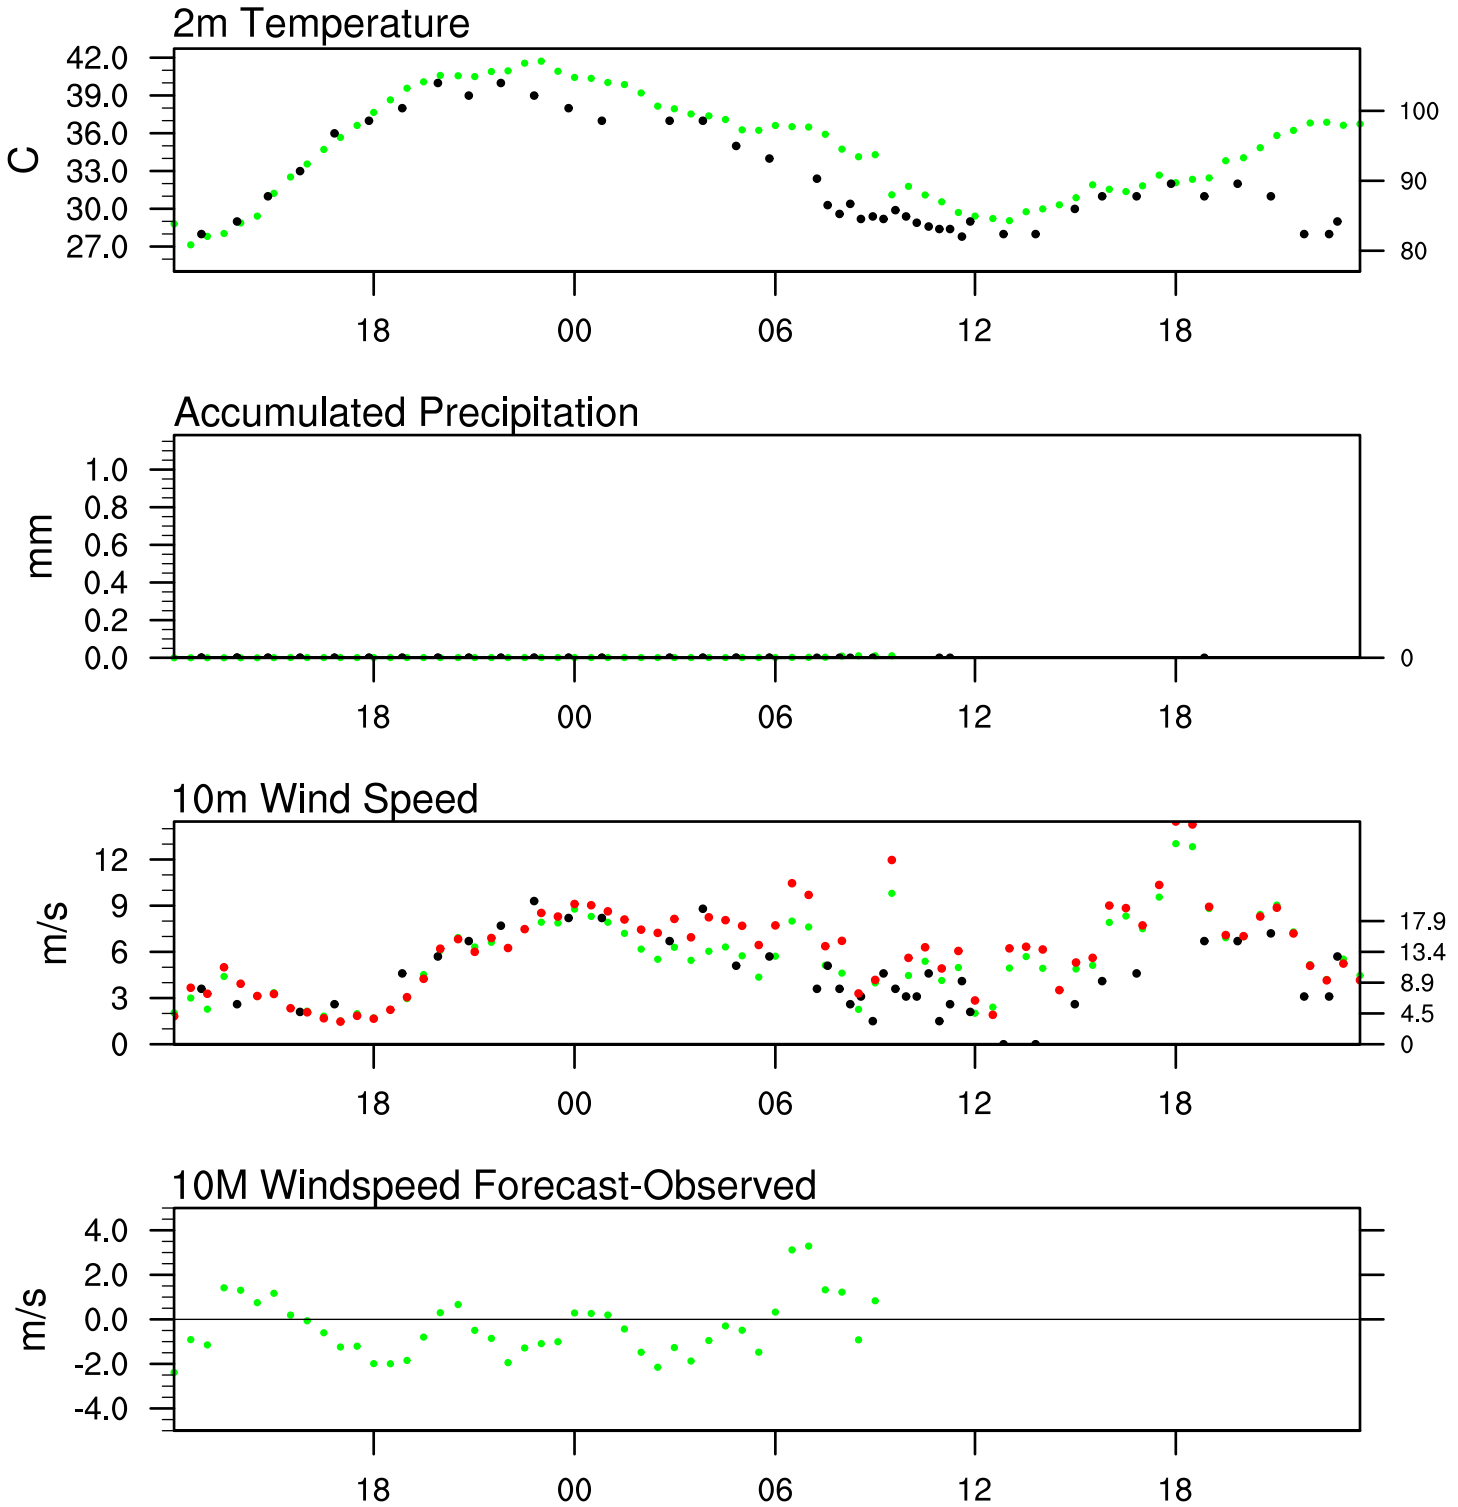 2m Temperature
42.0
39.0
36.0
33.0
30.0
27.0
C
100
90
80
18 00 06 12 18
Accumulated Precipitation
1.0
0.8
0.6
0.4
0.2
0.0
mm
0
18 00 06 12 18
10m Wind Speed
12
9
6
3
0
m/s
17.9
13.4
8.9
4.5
0
18 00 06 12 18
10M Windspeed Forecast-Observed
4.0
2.0
0.0
-2.0
-4.0
m/s
18 00 06 12 18